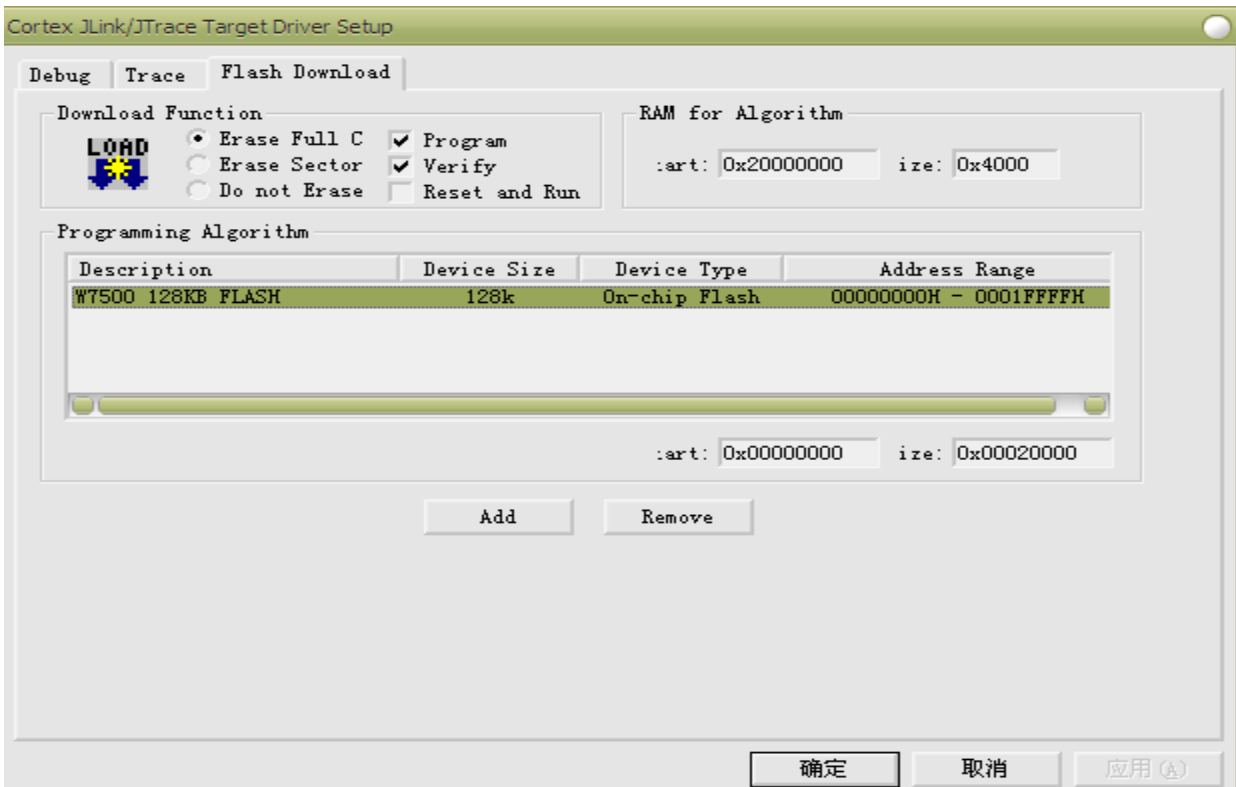 Cortex JLink/JTrace Target Driver Setup
Debug Trace Flash Download
Download Function
LOAD
Erase Full C Program
Erase Sector Verify
Do not Erase Reset and Run
RAM for Algorithm
:art: 0x20000000 ize: 0x4000
Programming Algorithm
Description Device Size Device Type Address Range
W7500 128KB FLASH 128k On-chip Flash 00000000H - 0001FFFFH
:art: 0x00000000 ize: 0x00020000
Add Remove
确定 取消 应用(A)